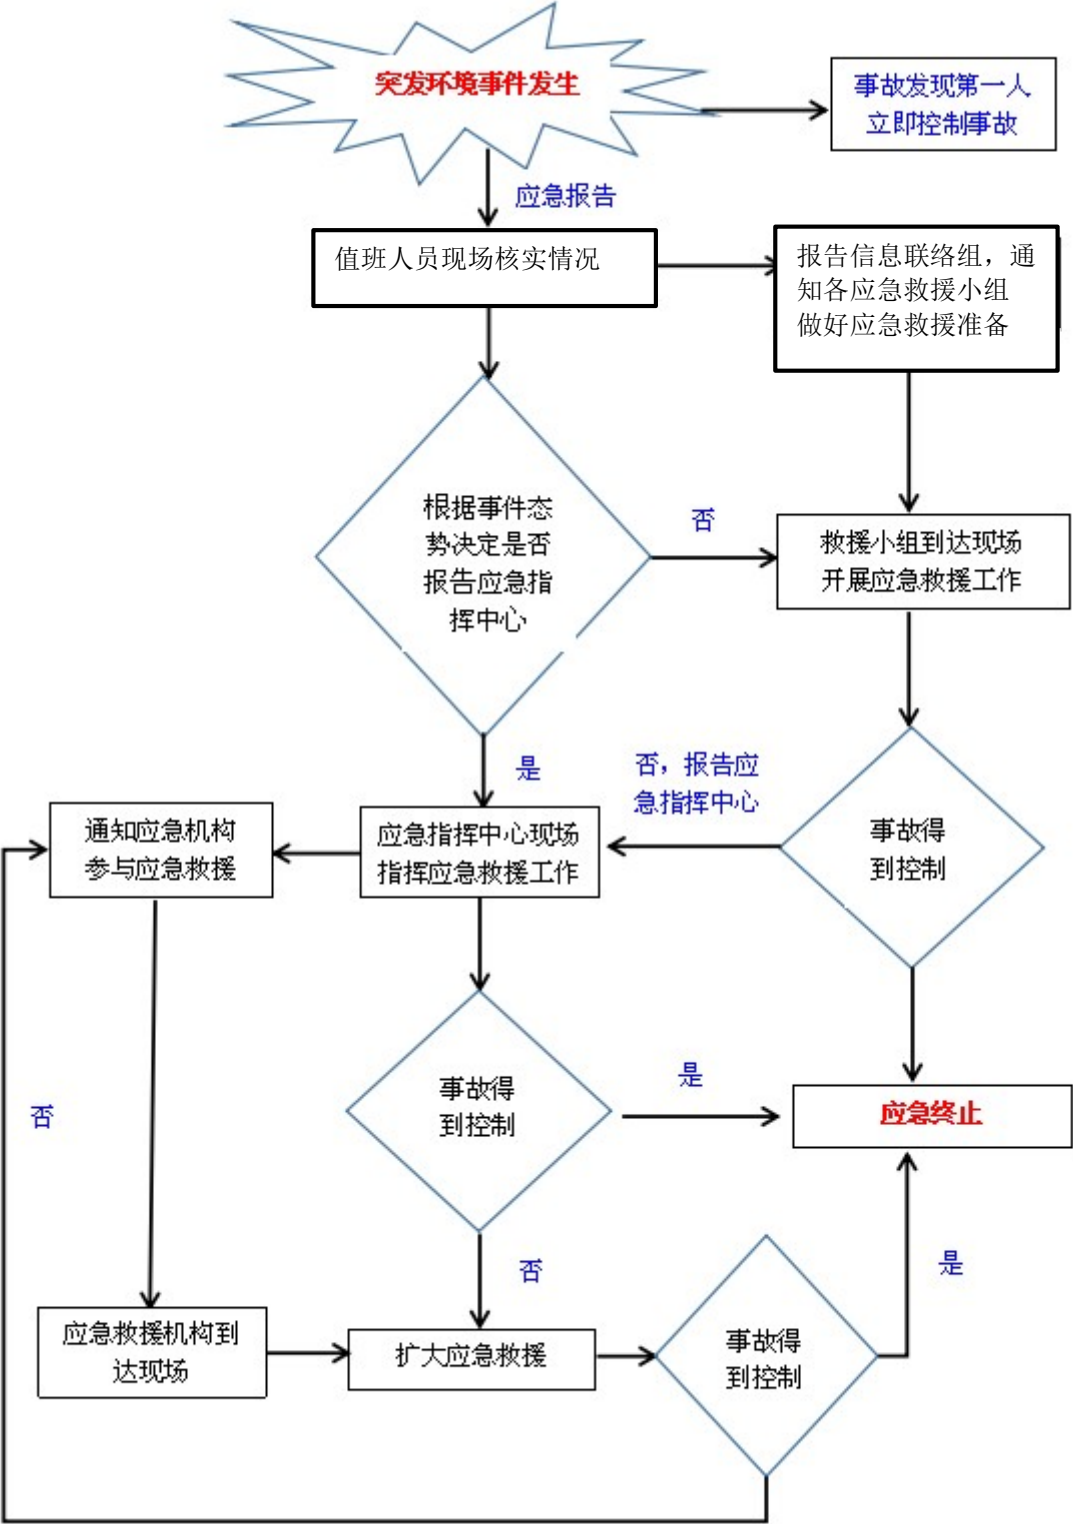 突发环境事件发生
事故发现第一人
立即控制事故
应急报告
值班人员现场核实情况
报告信息联络组，通
知各应急救援小组
做好应急救援准备
根据事件态
势决定是否
报告应急指
挥中心
否
救援小组到达现场
开展应急救援工作
是
否，报告应
急指挥中心
通知应急机构
参与应急救援
应急指挥中心现场
指挥应急救援工作
事故得
到控制
事故得
到控制
是
应急终止
否
否
是
应急救援机构到
达现场
扩大应急救援
事故得
到控制